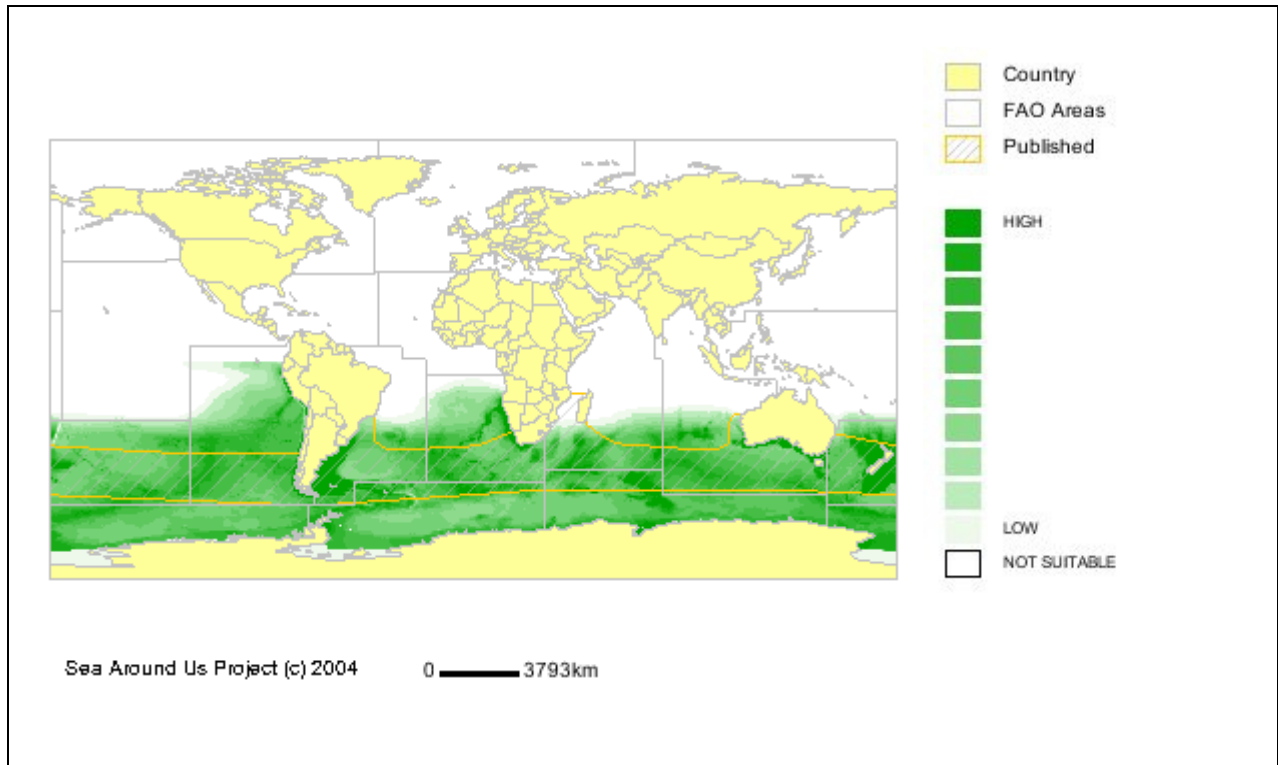 Country
FAO Areas
Published
HIGH
LOW
NOT SUITABLE
Sea Around Us Project (c) 2004
0 3793km